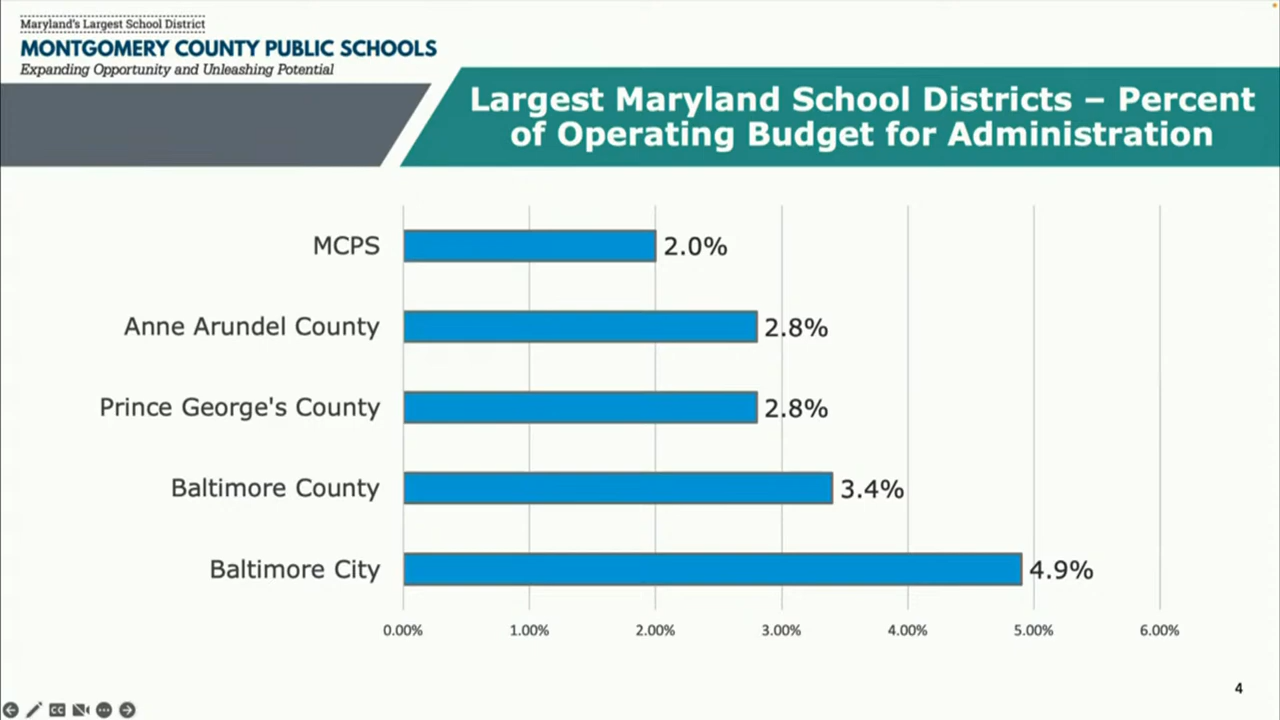 Maryland's Largest School District
MONTGOMERY COUNTY PUBLIC SCHOOLS
Expanding Opportunity and Unleashing Potential
Largest Maryland School Districts – Percent
of Operating Budget for Administration
MCPS 2.0%
Anne Arundel County 2.8%
Prince George's County 2.8%
Baltimore County 3.4%
Baltimore City 4.9%
0.00% 1.00% 2.00% 3.00% 4.00% 5.00% 6.00%
4
CC